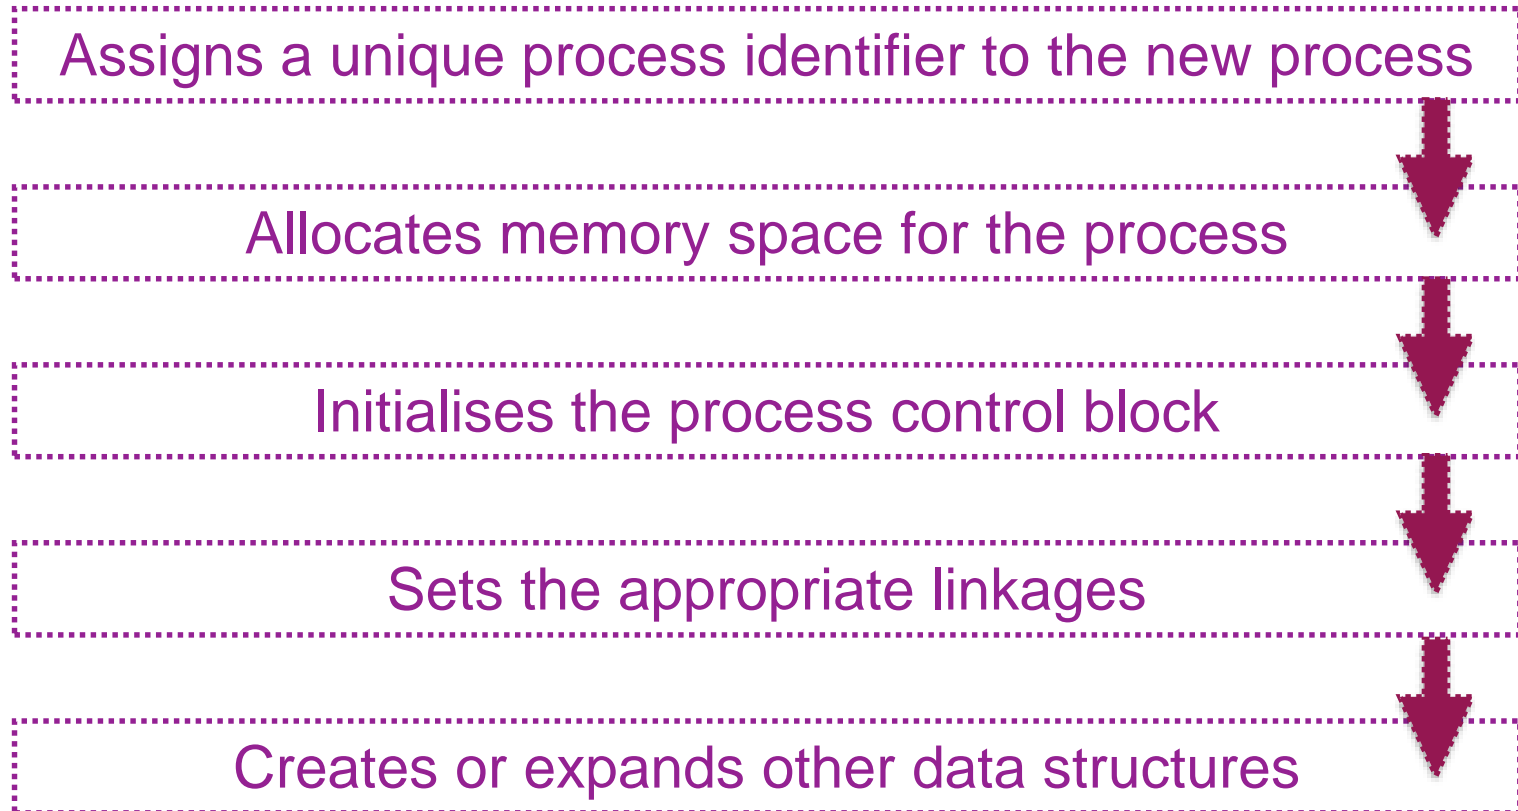 Assigns a unique process identifier to the new process
Allocates memory space for the process
Initialises the process control block
Sets the appropriate linkages
Creates or expands other data structures